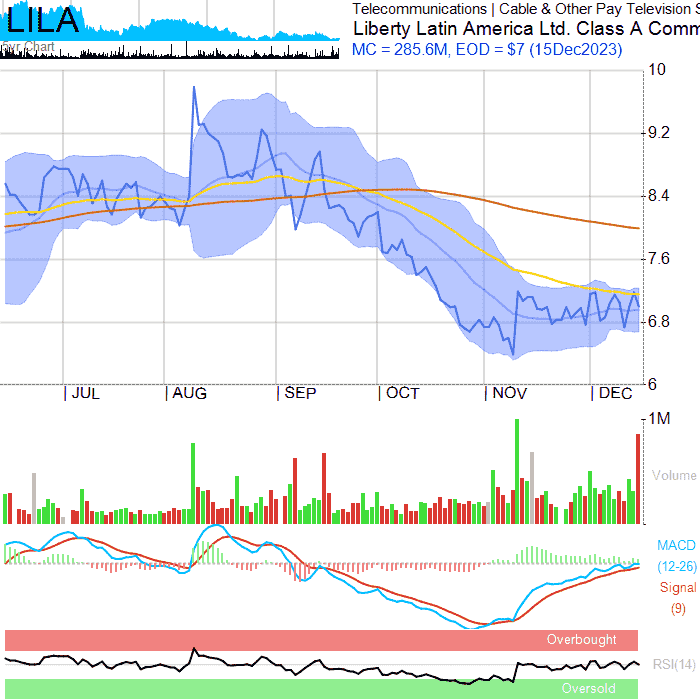 LILA
5yr Chart
Telecommunications | Cable & Other Pay Television S
Liberty Latin America Ltd. Class A Comm
MC = 285.6M, EOD = $7 (15Dec2023)
10
9.2
8.4
7.6
6.8
6
JUL
AUG
SEP
OCT
NOV
DEC
1M
Volume
MACD
(12-26)
Signal
(9)
Overbought
RSI(14)
Oversold